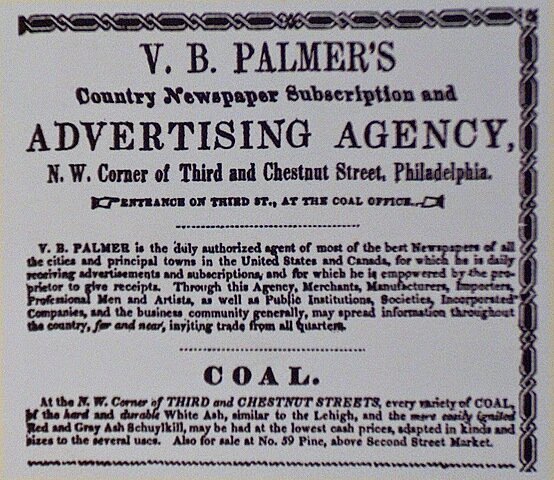 V. B. PALMER'S
Country Newspaper Subscription and
ADVERTISING AGENCY,
N. W. Corner of Third and Chestnut Street, Philadelphia.
ENTRANCE ON THIRD ST., AT THE COAL OFFICE.
V. B. PALMER is the duly authorized agent of most of the best Newspapers of all
the cities and principal towns in the United States and Canada, for which he is daily
receiving advertisements and subscriptions, and for which he is empowered by the pro-
prietor to give receipts. Through this Agency, Merchants, Manufacturers, Importers,
Professional Men and Artists, as well as Public Institutions, Societies, Incorporated
Companies, and the business community generally, may spread information throughout
the country, far and near, inviting trade from all quarters.
COAL.
At the N. W. Corner of THIRD and CHESTNUT STREETS, every variety of COAL,
of the hard and durable White Ash, similar to the Lehigh, and the more easily ignited
Red and Gray Ash Schuylkill, may be had at the lowest cash prices, adapted in kinds and
sizes to the several uses. Also for sale at No. 59 Pine, above Second Street Market.